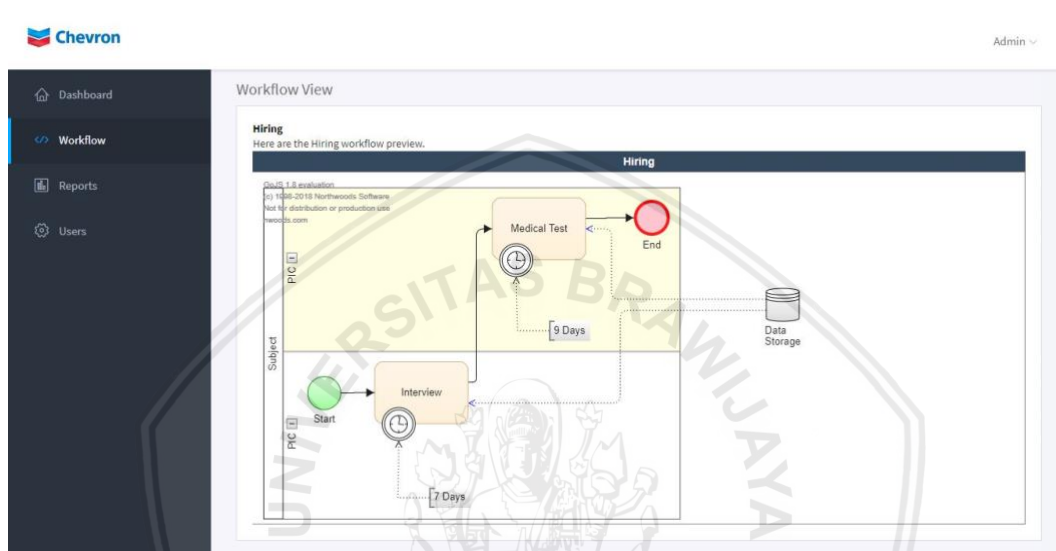 Chevron
Admin
Dashboard
Workflow
Reports
Users
Workflow View
Hiring
Here are the Hiring workflow preview.
Hiring
GoJS 1.8 evaluation
(c) 1998-2018 Northwoods Software
Not for distribution or production use
nwoods.com
Medical Test
End
PIC
9 Days
Data
Storage
Subject
Interview
Start
PIC
7 Days
UNIVERSITAS BRAWIJAYA